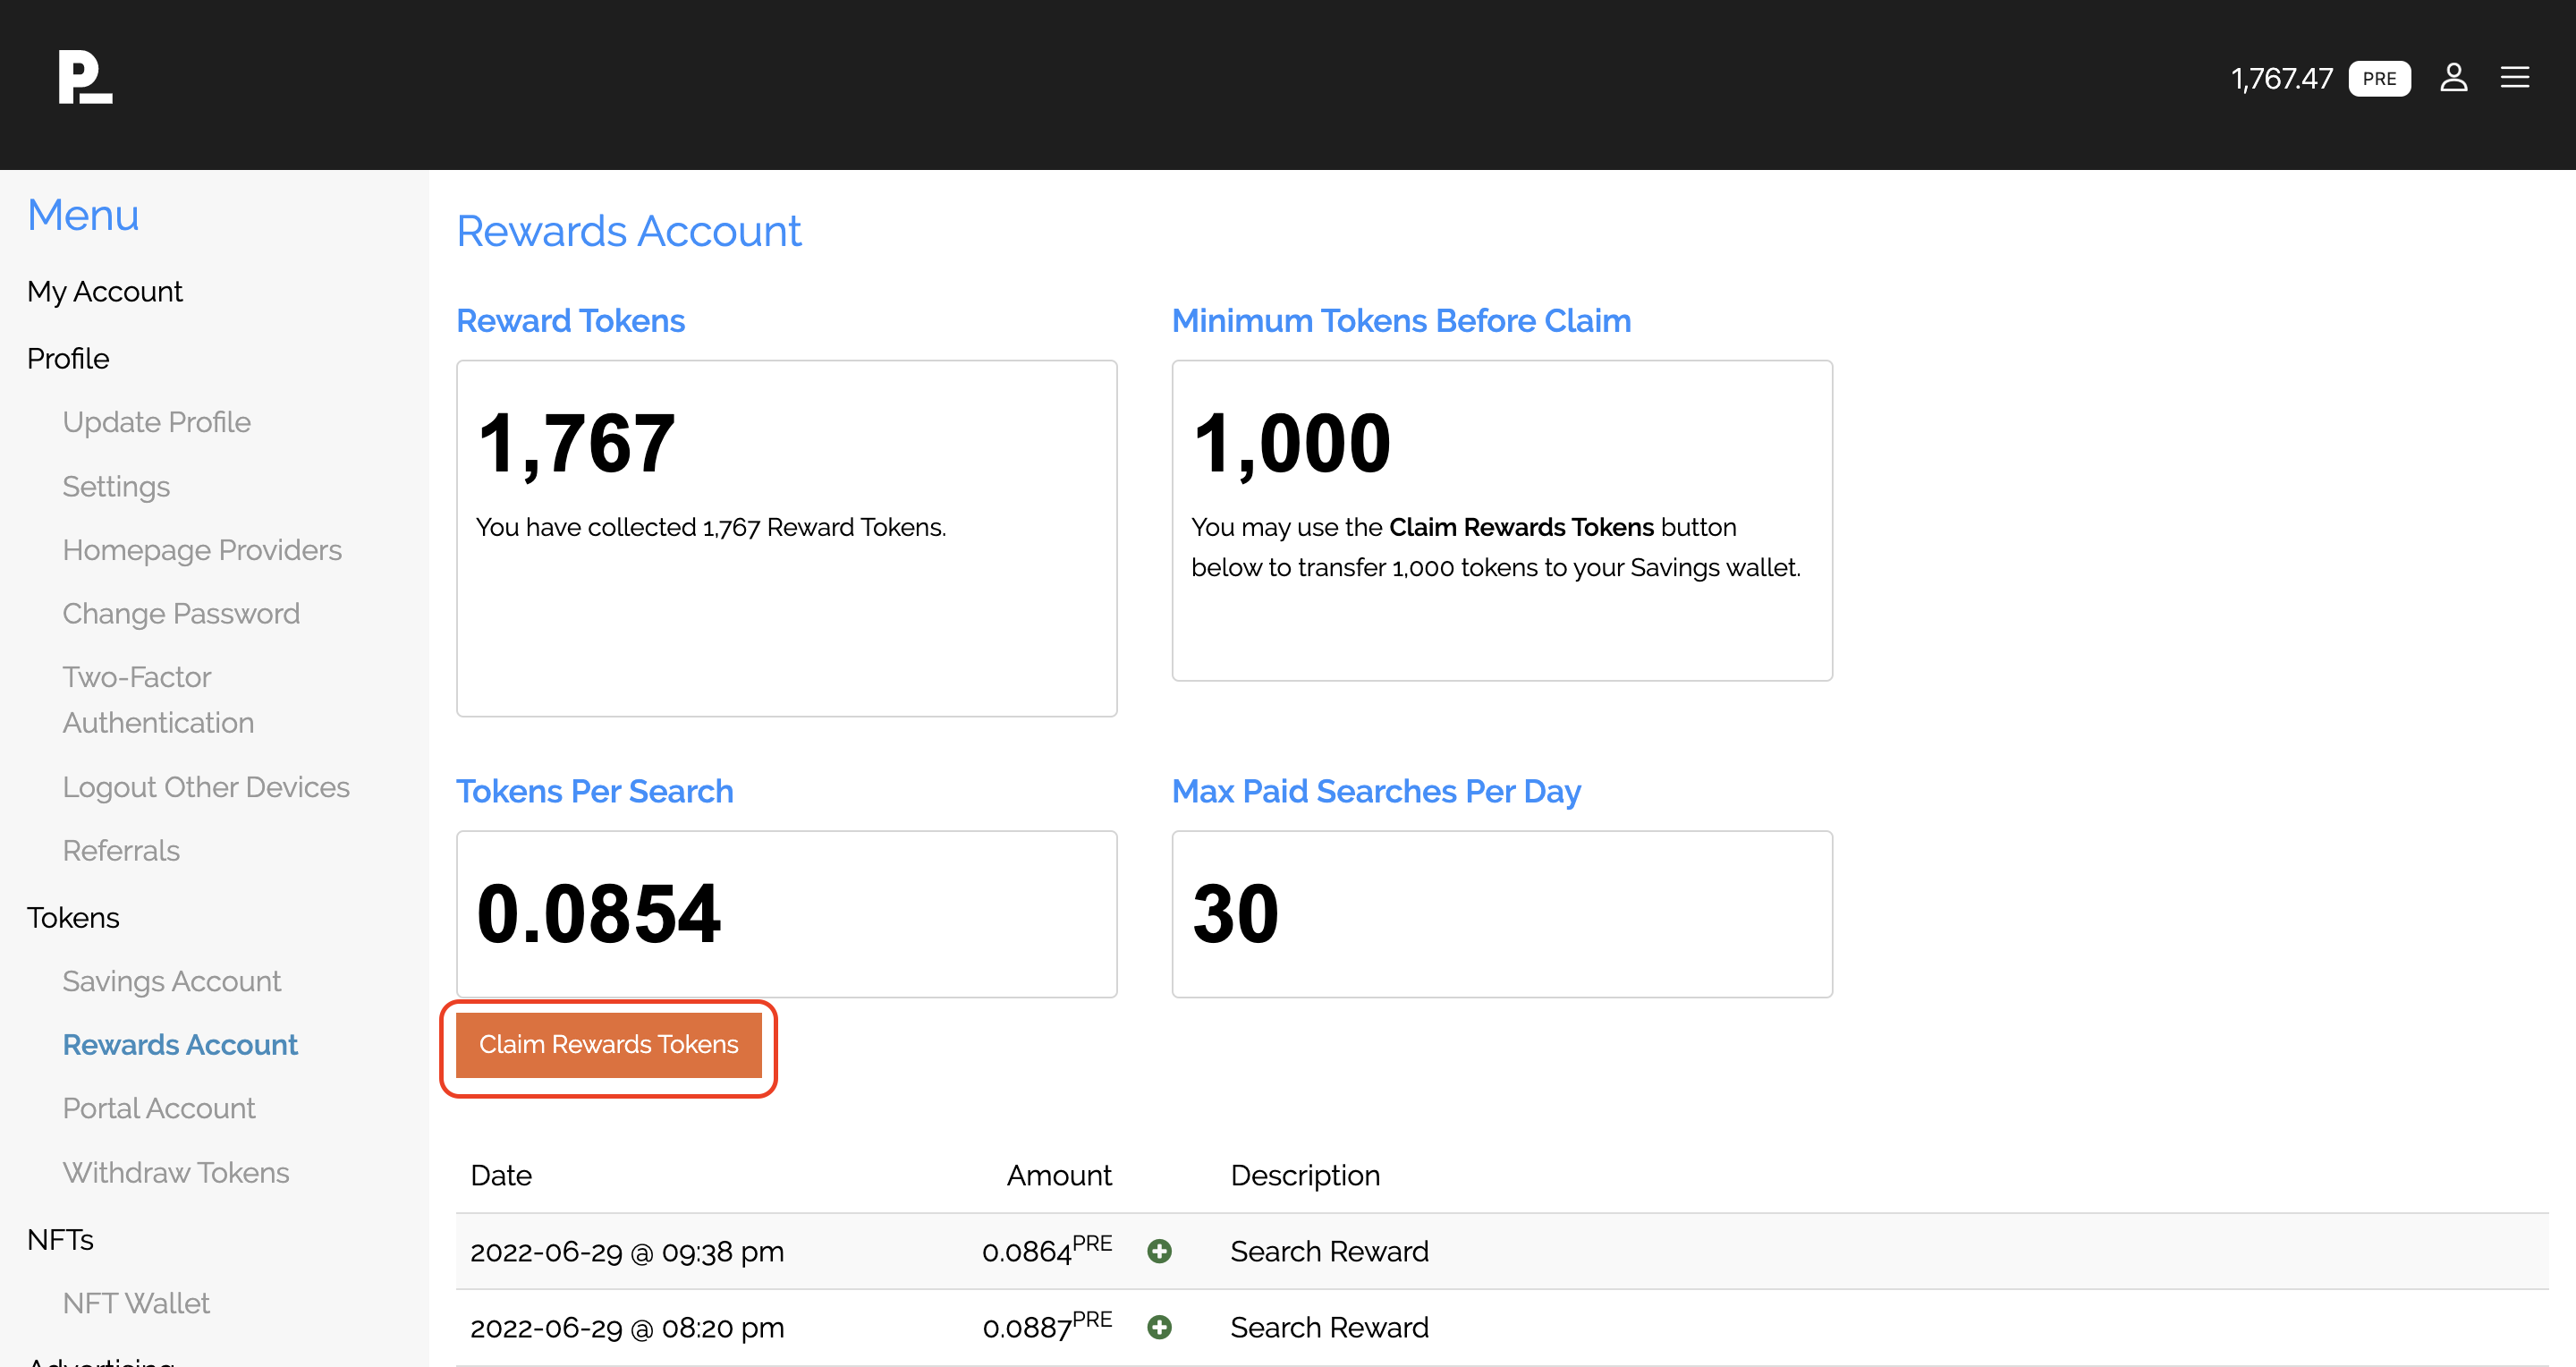 P_
1,767.47 PRE
Menu
My Account
Profile
Update Profile
Settings
Homepage Providers
Change Password
Two-Factor
Authentication
Logout Other Devices
Referrals
Tokens
Savings Account
Rewards Account
Portal Account
Withdraw Tokens
NFTs
NFT Wallet
Advertising
Rewards Account
Reward Tokens
1,767
You have collected 1,767 Reward Tokens.
Minimum Tokens Before Claim
1,000
You may use the Claim Rewards Tokens button
below to transfer 1,000 tokens to your Savings wallet.
Tokens Per Search
0.0854
Max Paid Searches Per Day
30
Claim Rewards Tokens
Date Amount Description
2022-06-29 @ 09:38 pm 0.0864PRE Search Reward
2022-06-29 @ 08:20 pm 0.0887PRE Search Reward